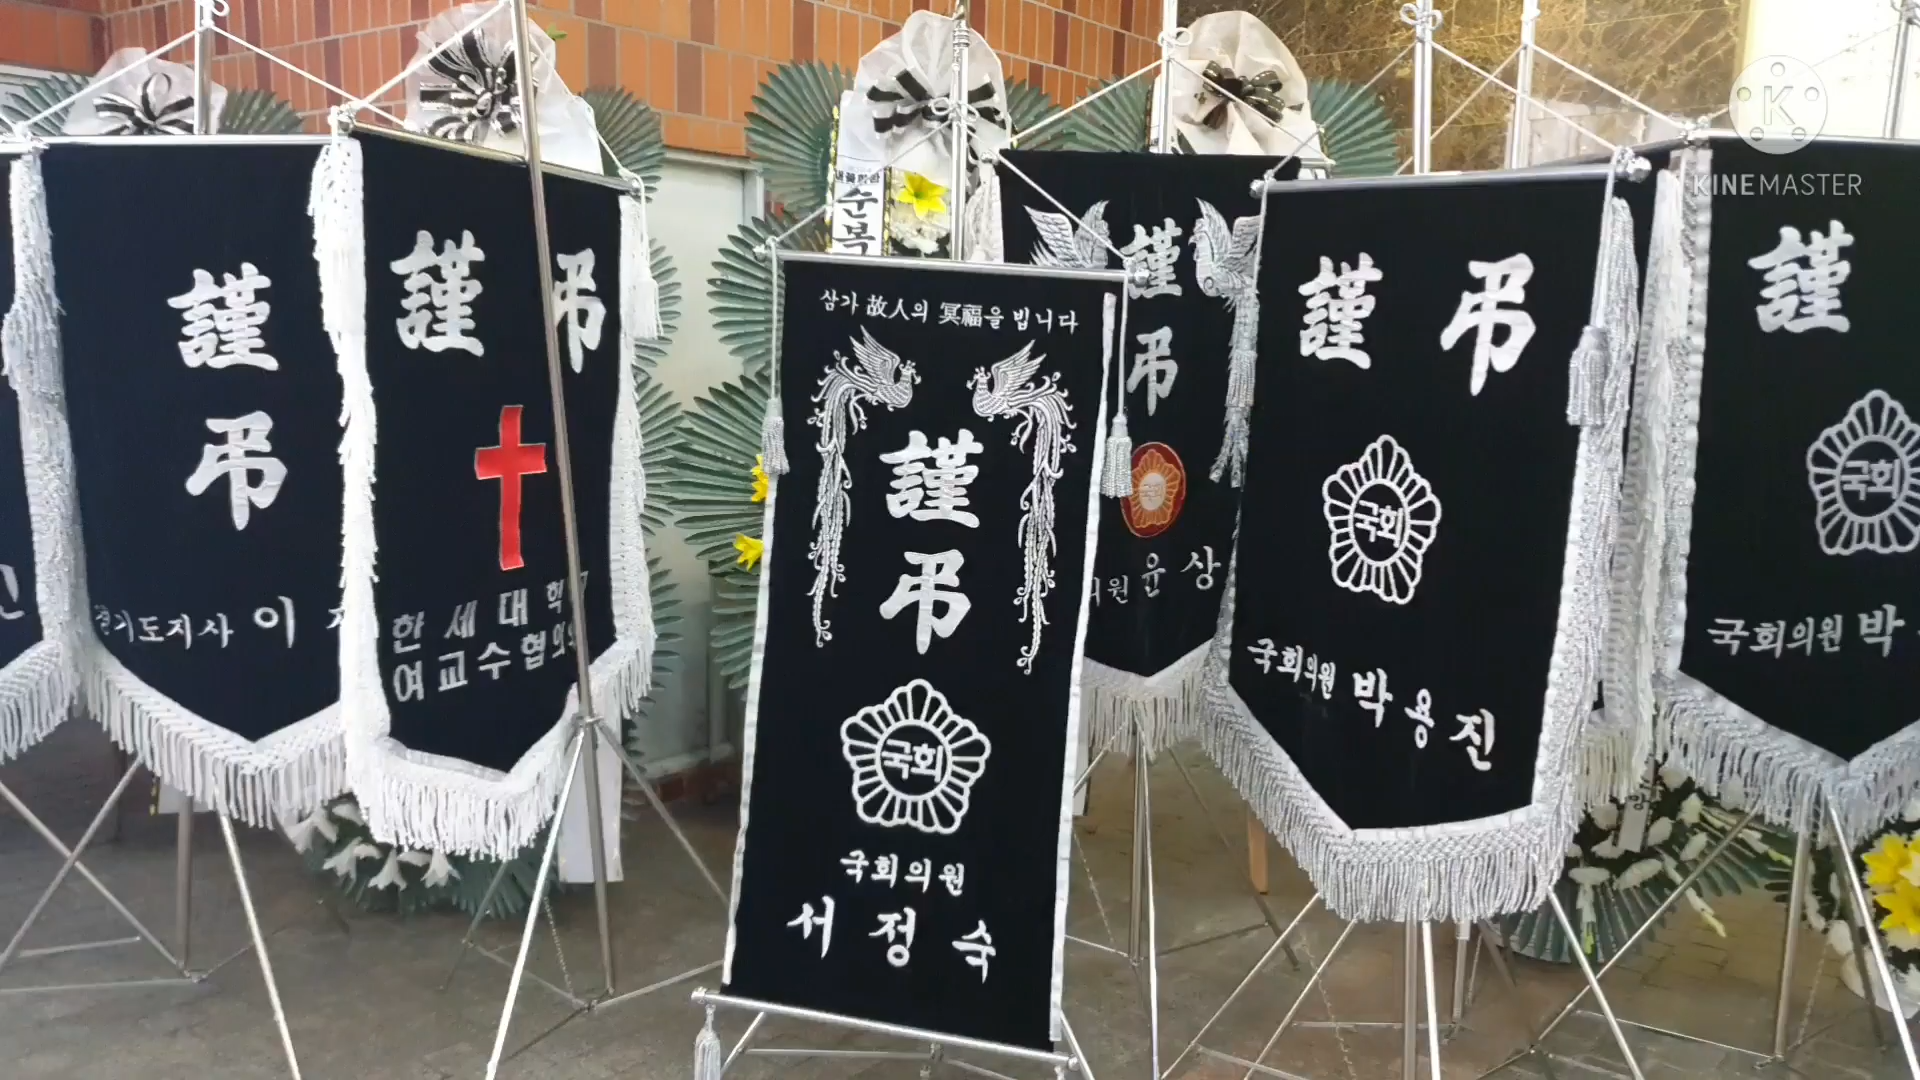 謹
弔
경기도지사 이
謹 弔
한세대학
여교수협의
순복
삼가 故人의 冥福을 빕니다
謹
弔
국회
국회의원
서정숙
謹
弔
의원 윤상
謹 弔
국회
국회의원 박용진
謹
국회
국회의원 박
KINEMASTER